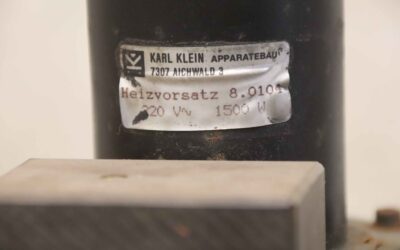 KARL KLEIN APPARATEBAU
7307 AICHWALD 3
Heizvorsatz 8.0104
220 V~ 1500 W